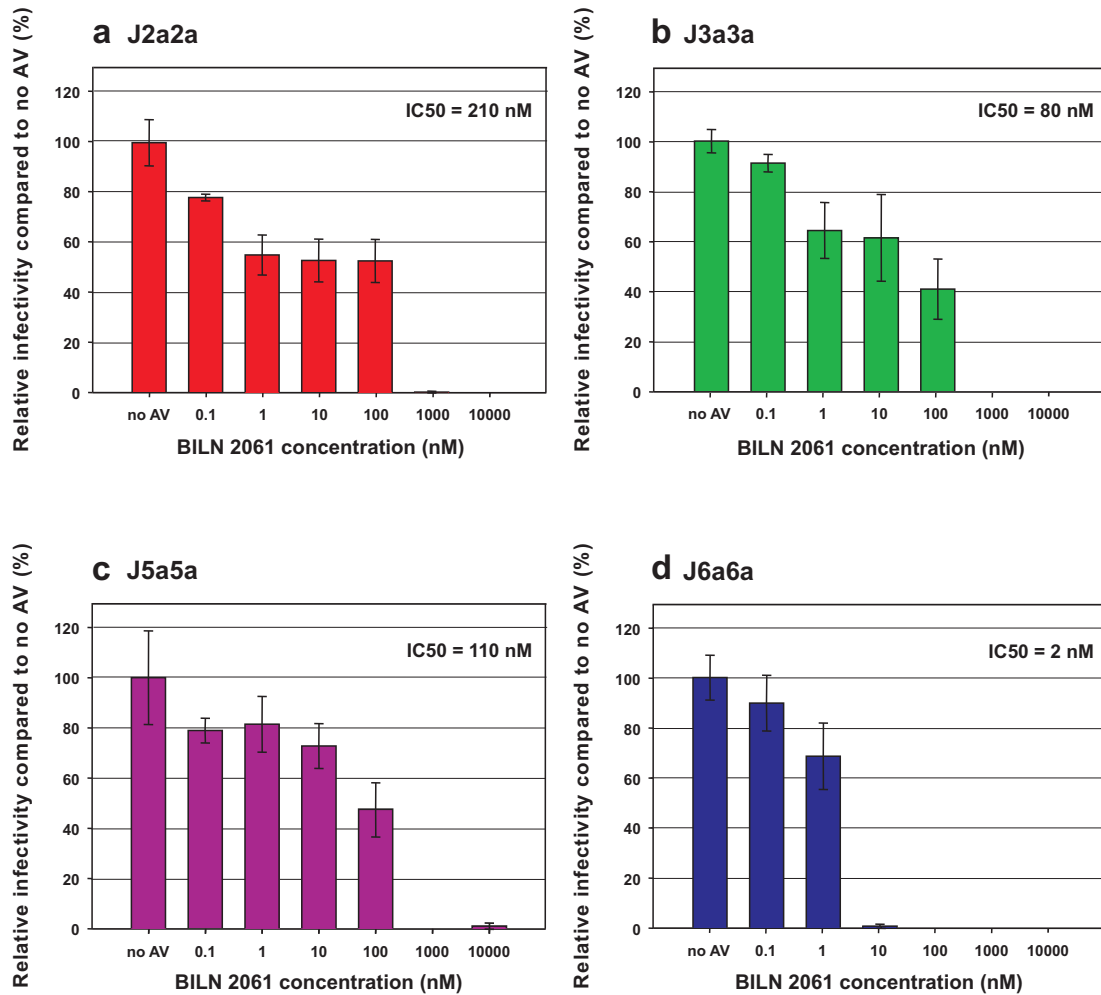 a J2a2a
Relative infectivity compared to no AV (%)
120
100
80
60
40
20
0
IC50 = 210 nM
no AV 0.1 1 10 100 1000 10000
BILN 2061 concentration (nM)
b J3a3a
Relative infectivity compared to no AV (%)
120
100
80
60
40
20
0
IC50 = 80 nM
no AV 0.1 1 10 100 1000 10000
BILN 2061 concentration (nM)
c J5a5a
Relative infectivity compared to no AV (%)
120
100
80
60
40
20
0
IC50 = 110 nM
no AV 0.1 1 10 100 1000 10000
BILN 2061 concentration (nM)
d J6a6a
Relative infectivity compared to no AV (%)
120
100
80
60
40
20
0
IC50 = 2 nM
no AV 0.1 1 10 100 1000 10000
BILN 2061 concentration (nM)